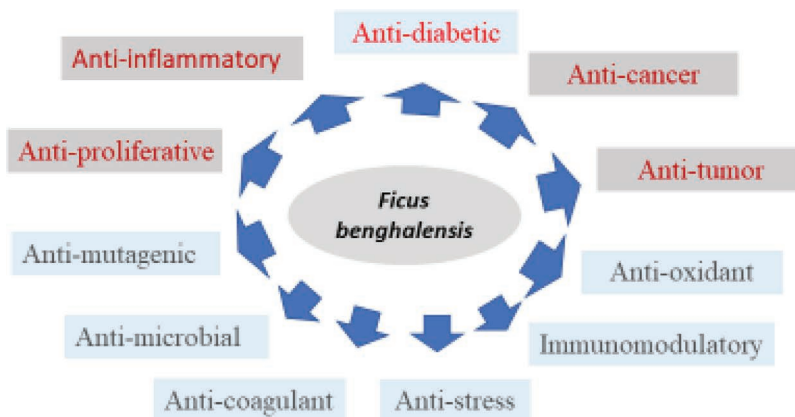 Anti-diabetic
Anti-inflammatory
Anti-cancer
Anti-proliferative
Anti-tumor
Ficus
benghalensis
Anti-mutagenic
Anti-oxidant
Anti-microbial
Immunomodulatory
Anti-coagulant
Anti-stress